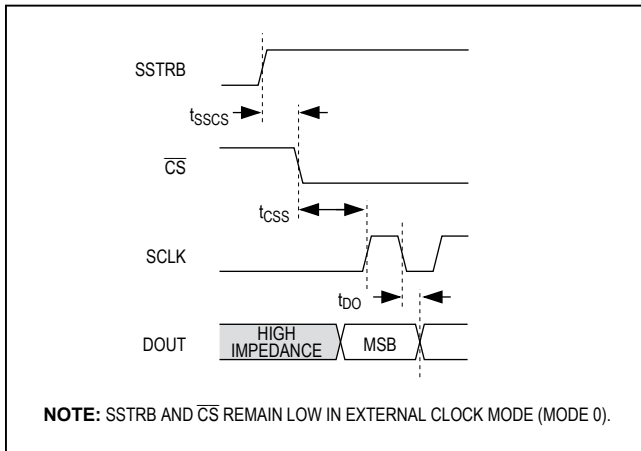 SSTRB
tSSCS
CS
tCSS
SCLK
tDO
DOUT
HIGH
IMPEDANCE
MSB
NOTE: SSTRB AND CS REMAIN LOW IN EXTERNAL CLOCK MODE (MODE 0).